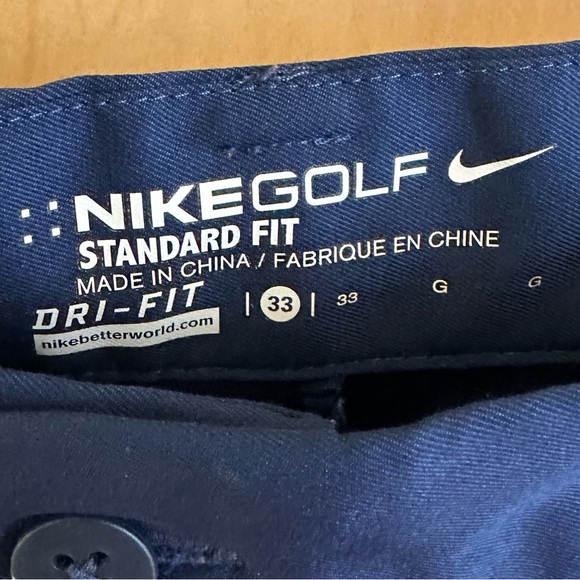 NIKEGOLF
STANDARD FIT
MADE IN CHINA / FABRIQUE EN CHINE
DRI-FIT | 33 | 33 G G
nikebetterworld.com